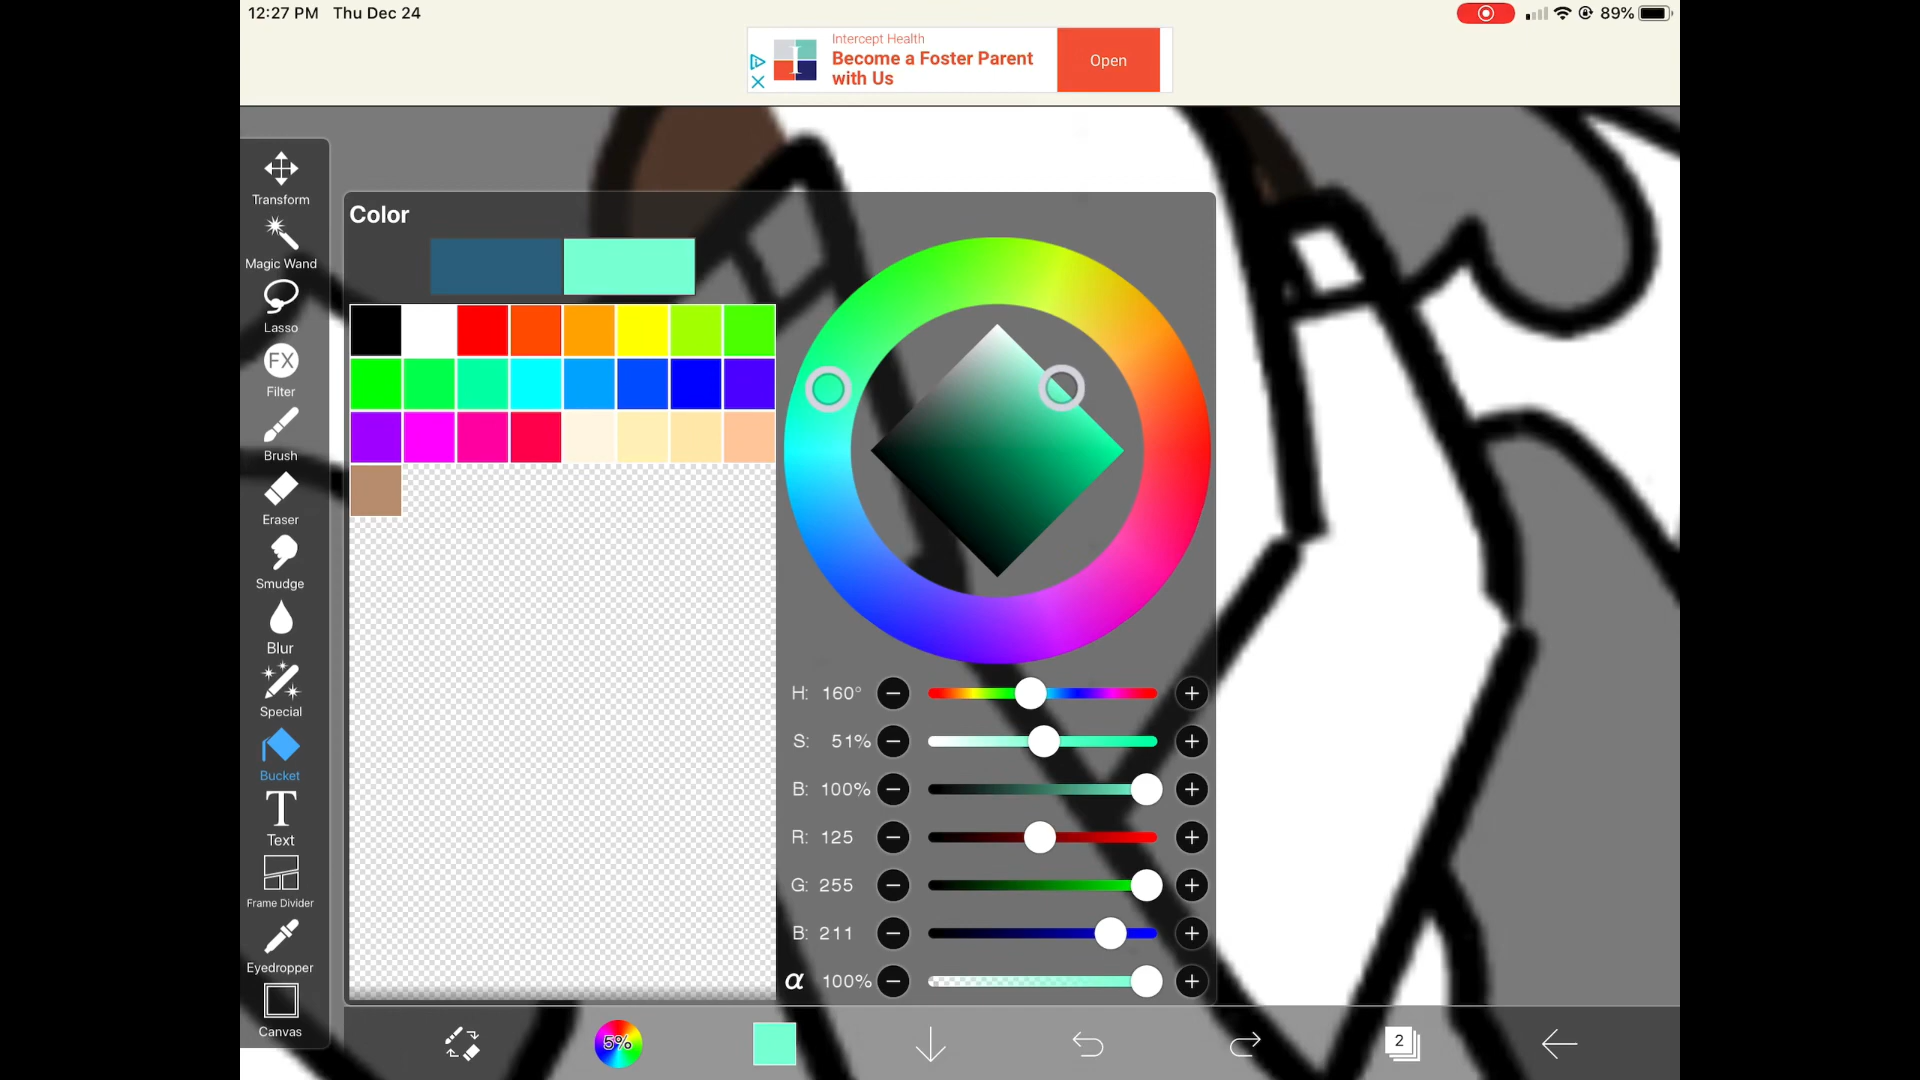 12:27 PM Thu Dec 24
89%
Intercept Health
Become a Foster Parent
with Us
Open
Transform
Magic Wand
Lasso
FX
Filter
Brush
Eraser
Smudge
Blur
Special
Bucket
T
Text
Frame Divider
Eyedropper
Canvas
Color
H: 160°
S: 51%
B: 100%
R: 125
G: 255
B: 211
α 100%
5%
2